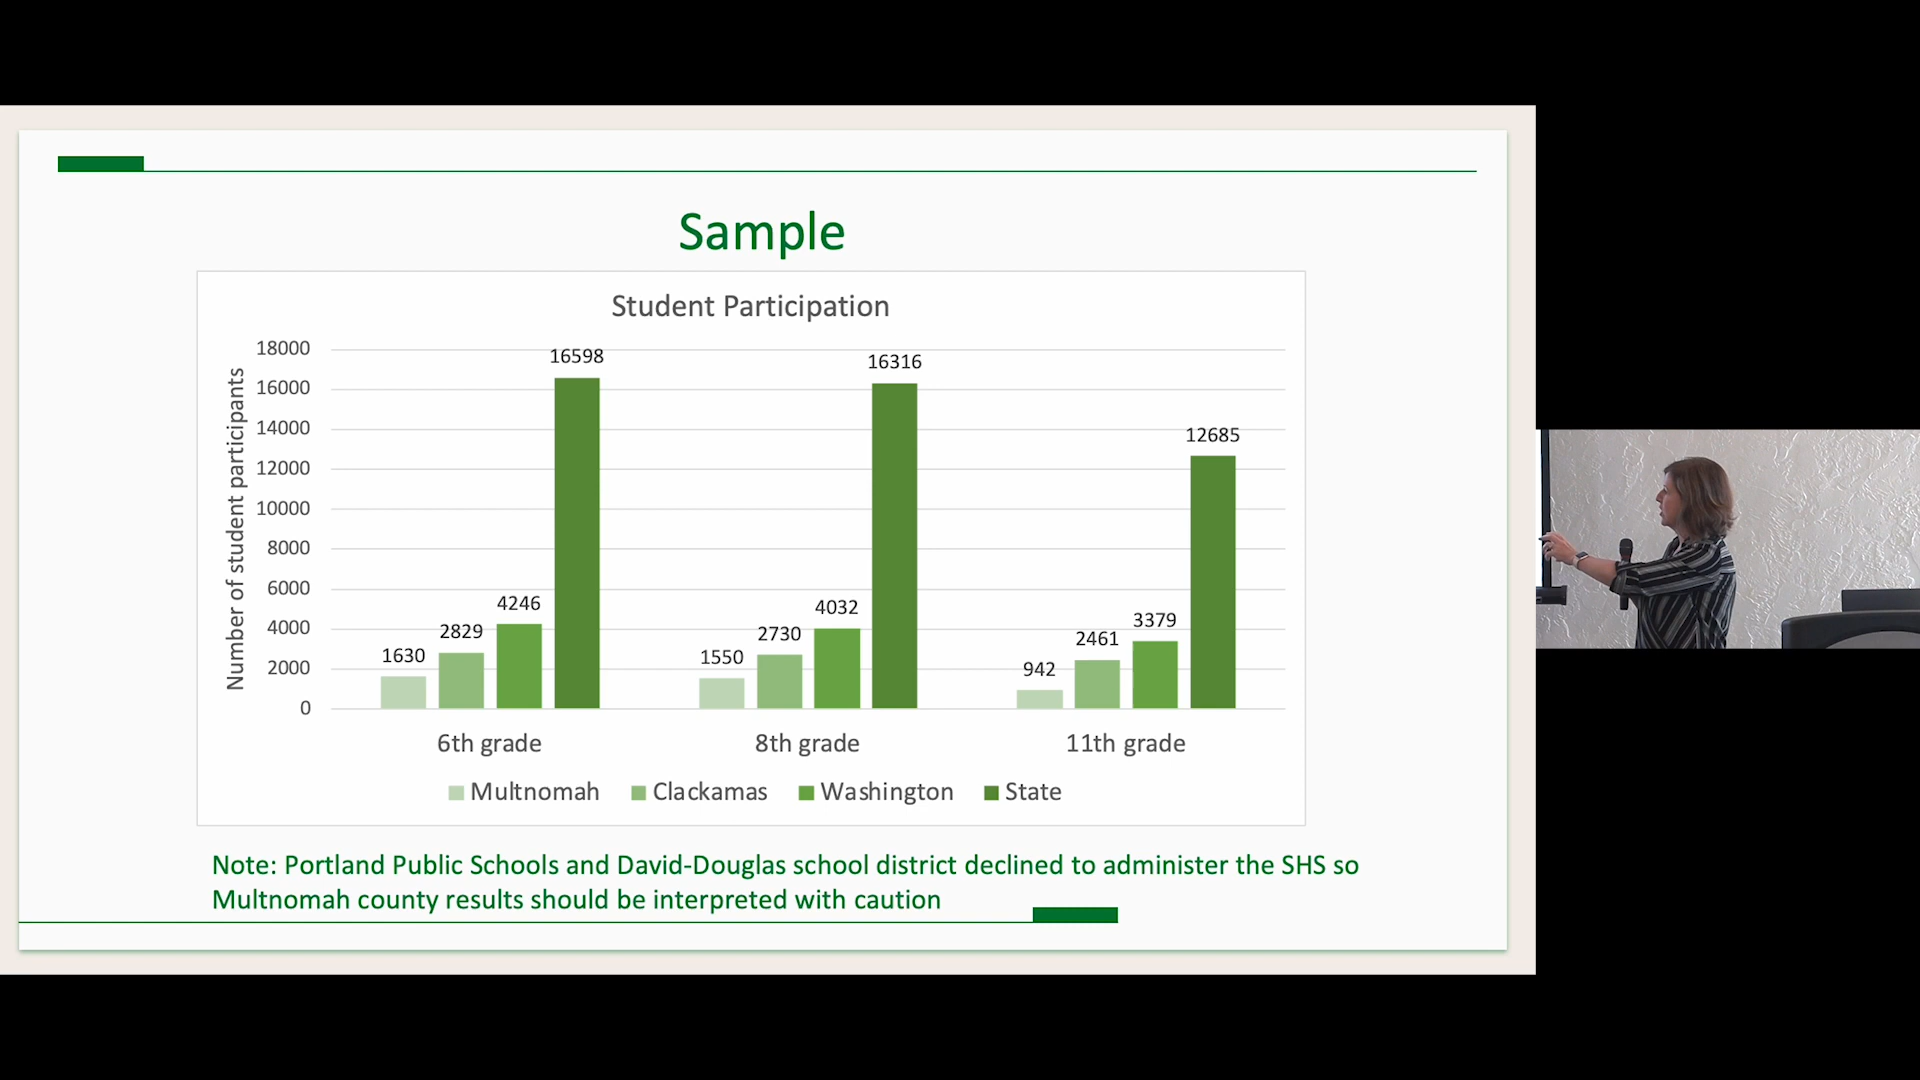 Sample
Student Participation
Number of student participants
18000
16000
14000
12000
10000
8000
6000
4000
2000
0
1630
2829
4246
16598
1550
2730
4032
16316
942
2461
3379
12685
6th grade
8th grade
11th grade
Multnomah
Clackamas
Washington
State
Note: Portland Public Schools and David-Douglas school district declined to administer the SHS so
Multnomah county results should be interpreted with caution